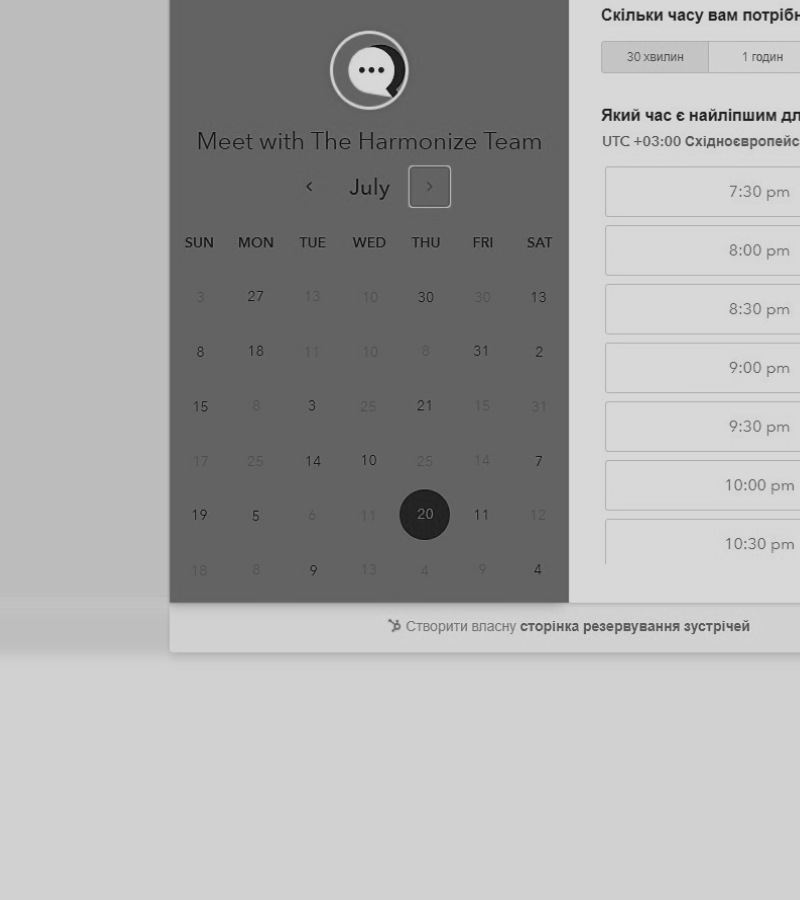 Meet with The Harmonize Team
July
SUN MON TUE WED THU FRI SAT
3 27 13 10 30 30 13
8 18 11 10 8 31 2
15 8 3 25 21 15 31
17 25 14 10 25 14 7
19 5 6 11 20 11 12
18 8 9 13 4 9 4
Скільки часу вам потрібн
30 хвилин 1 годин
Який час є найліпшим дл
UTC +03:00 Східноєвропейс
7:30 pm
8:00 pm
8:30 pm
9:00 pm
9:30 pm
10:00 pm
10:30 pm
Створити власну сторінка резервування зустрічей